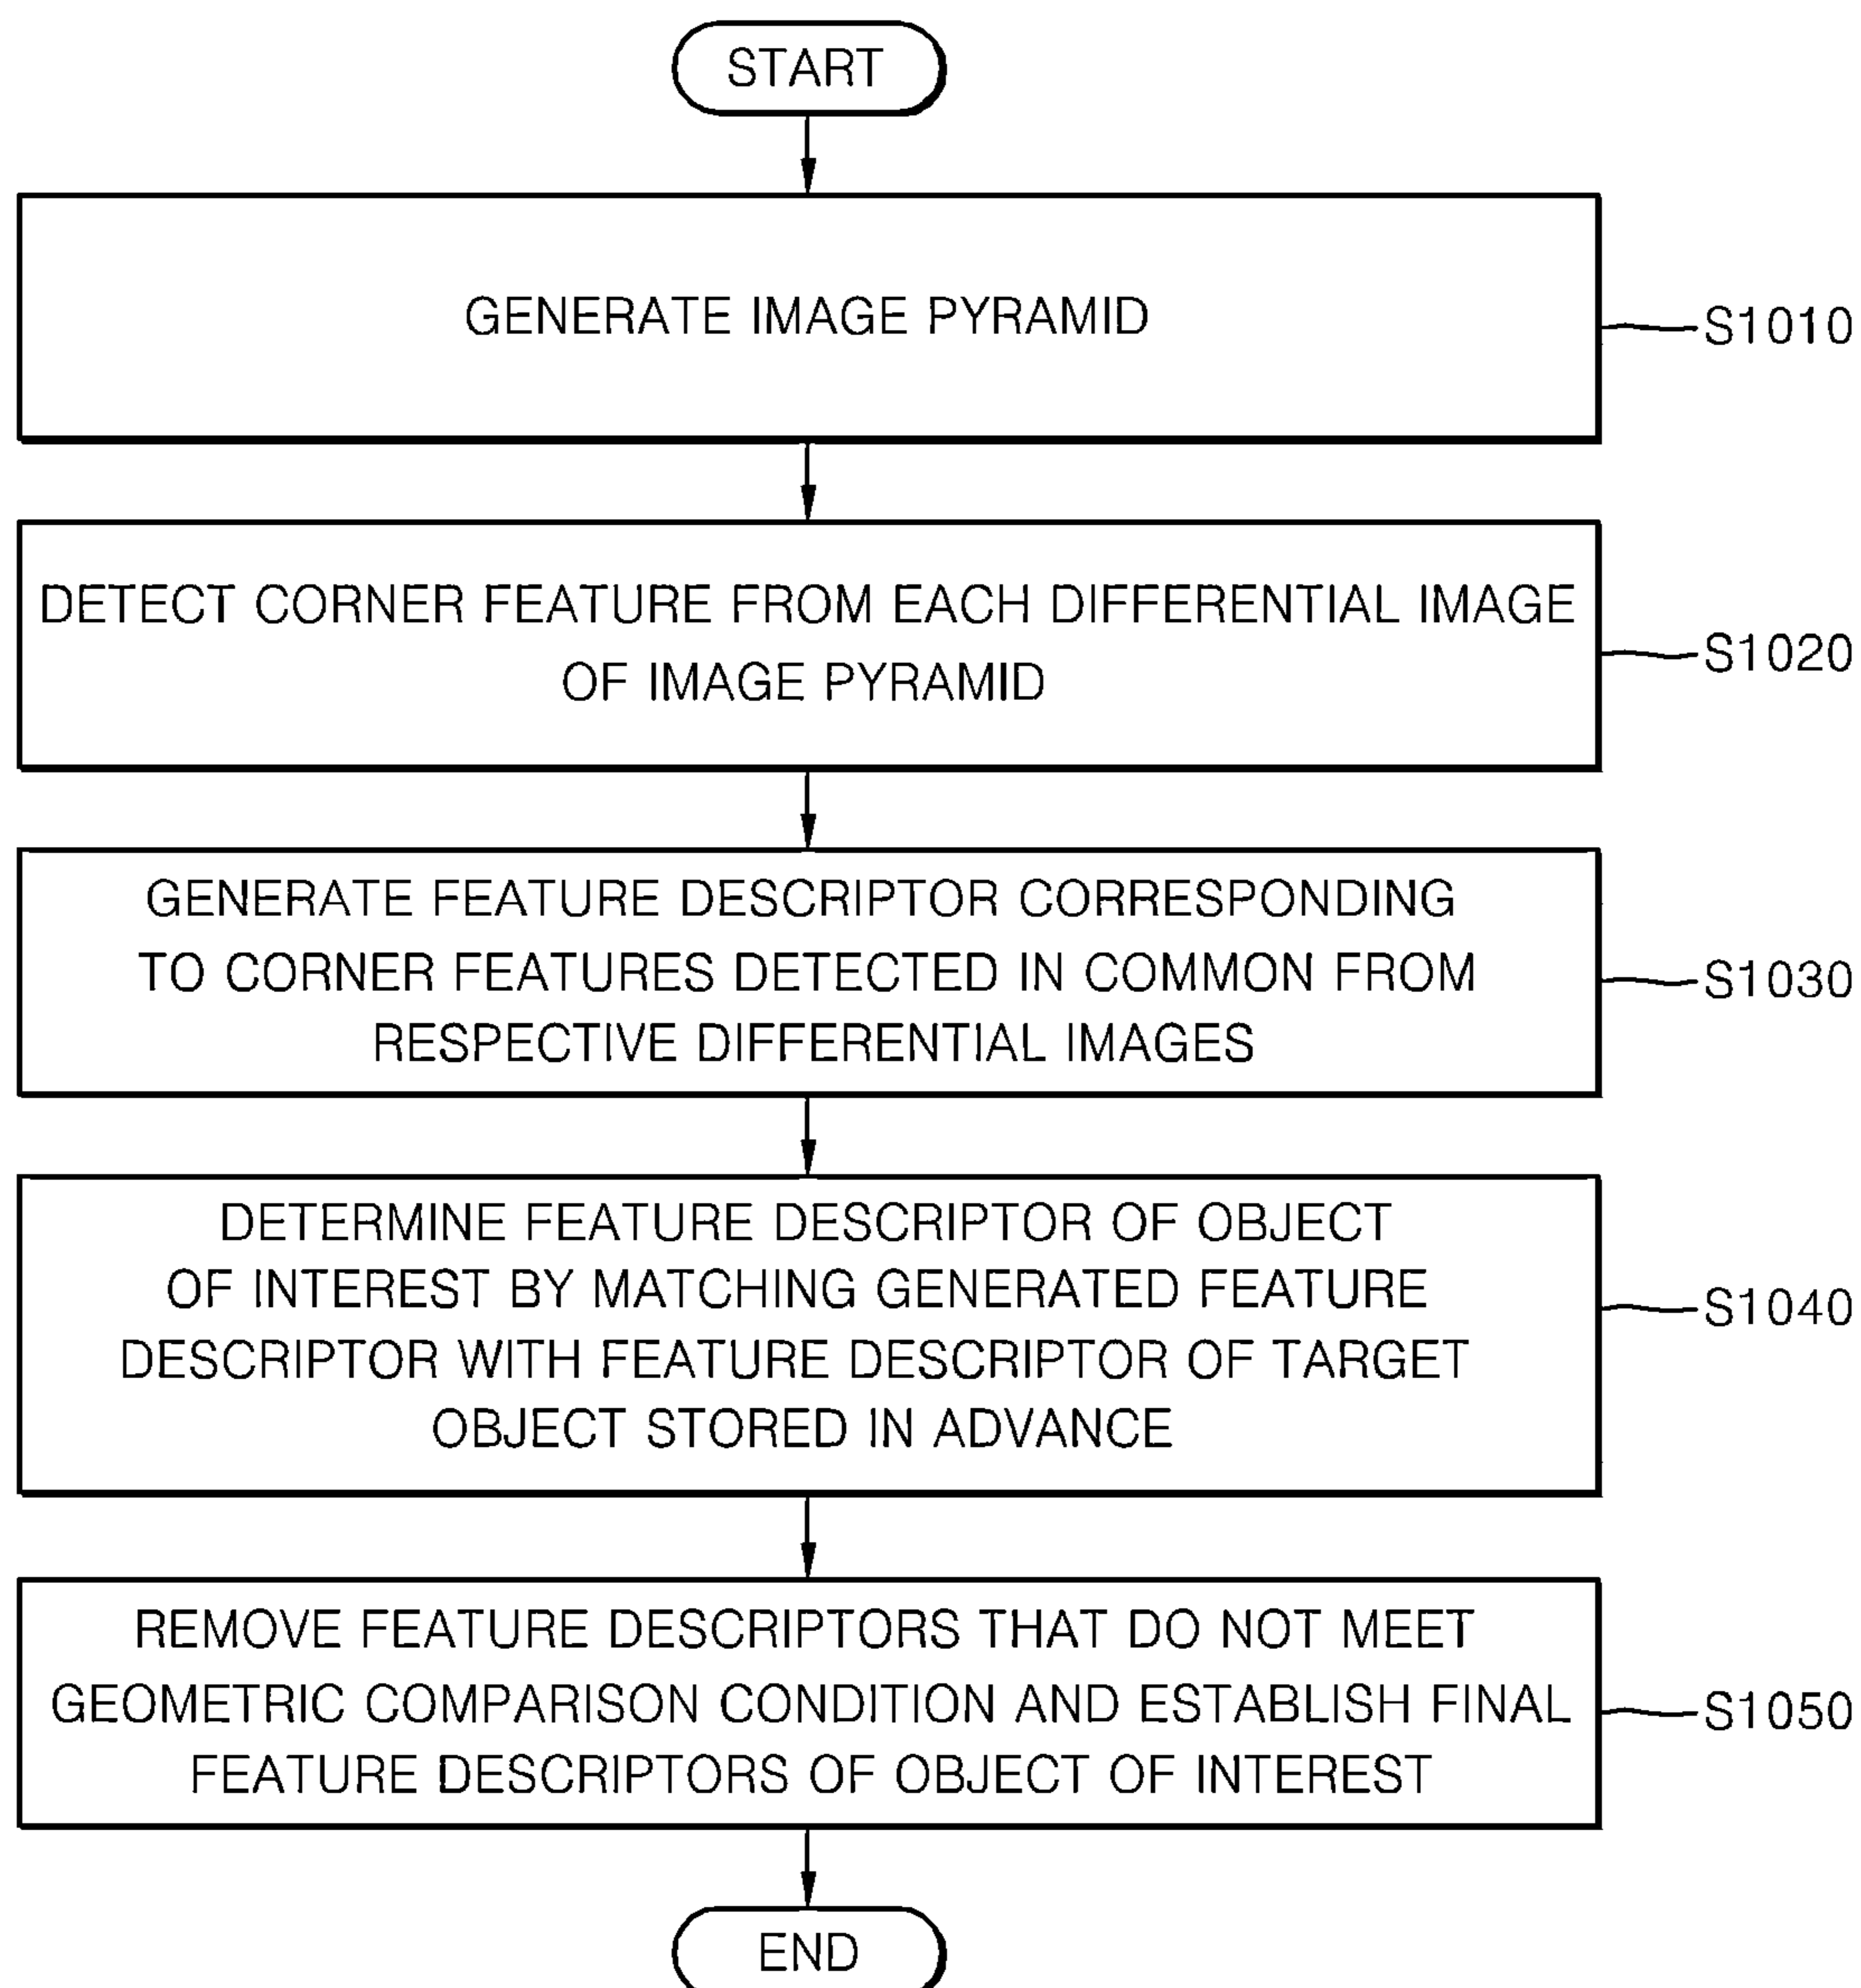 START
GENERATE IMAGE PYRAMID
S1010
DETECT CORNER FEATURE FROM EACH DIFFERENTIAL IMAGE
OF IMAGE PYRAMID
S1020
GENERATE FEATURE DESCRIPTOR CORRESPONDING
TO CORNER FEATURES DETECTED IN COMMON FROM
RESPECTIVE DIFFERENTIAL IMAGES
S1030
DETERMINE FEATURE DESCRIPTOR OF OBJECT
OF INTEREST BY MATCHING GENERATED FEATURE
DESCRIPTOR WITH FEATURE DESCRIPTOR OF TARGET
OBJECT STORED IN ADVANCE
S1040
REMOVE FEATURE DESCRIPTORS THAT DO NOT MEET
GEOMETRIC COMPARISON CONDITION AND ESTABLISH FINAL
FEATURE DESCRIPTORS OF OBJECT OF INTEREST
S1050
END